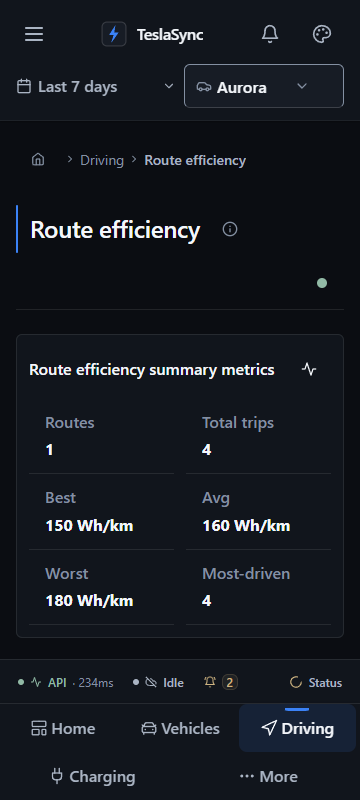 TeslaSync
Last 7 days
Aurora
Driving
Route efficiency
Route efficiency
Route efficiency summary metrics
Routes
1
Total trips
4
Best
150 Wh/km
Avg
160 Wh/km
Worst
180 Wh/km
Most-driven
4
API · 234ms
Idle
2
Status
Home
Vehicles
Driving
Charging
More